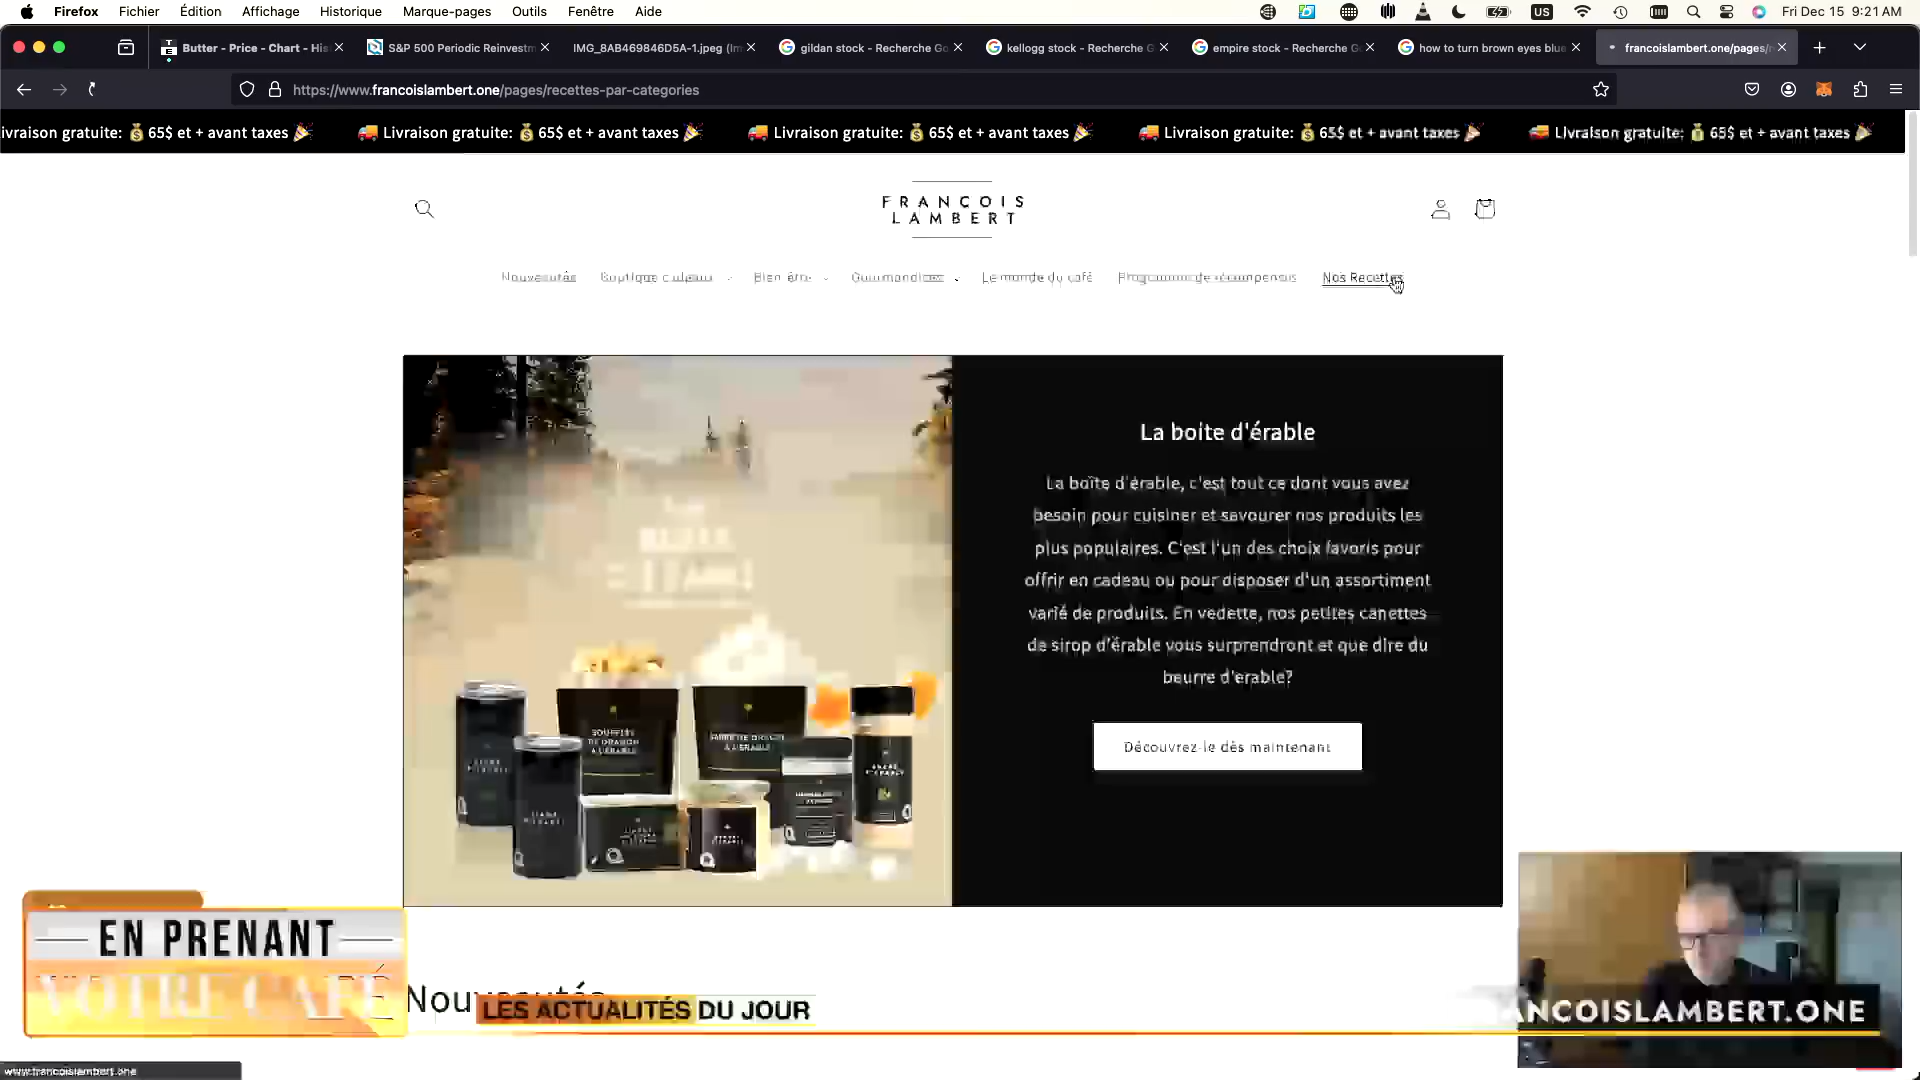 Firefox Fichier Édition Affichage Historique Marque-pages Outils Fenêtre Aide US Fri Dec 15 9:21 AM
Butter - Price - Chart - His S&P 500 Periodic Reinvestm IMG_8AB469846D5A-1.jpeg (Im gildan stock - Recherche Go kellogg stock - Recherche G empire stock - Recherche G how to turn brown eyes blue francoislambert.one/pages/r
https://www.francoislambert.one/pages/recettes-par-categories
ivraison gratuite: 💰 65$ et + avant taxes 🎉 🚚 Livraison gratuite: 💰 65$ et + avant taxes 🎉 🚚 Livraison gratuite: 💰 65$ et + avant taxes 🎉 🚚 Livraison gratuite: 💰 65$ et + avant taxes 🎉 🚚 Livraison gratuite: 💰 65$ et + avant taxes 🎉
FRANCOIS
LAMBERT
Nouveautés Boutique cadeau Bien être Gourmandises Le monde du café Programme de récompenses Nos Recettes
La boite d'érable
La boîte d'érable, c'est tout ce dont vous avez
besoin pour cuisiner et savourer nos produits les
plus populaires. C'est l'un des choix favoris pour
offrir en cadeau ou pour disposer d'un assortiment
varié de produits. En vedette, nos petites canettes
de sirop d'érable vous surprendront et que dire du
beurre d'erable?
Découvrez-le dès maintenant
EN PRENANT
VOTRE CAFÉ
Nouveautés
LES ACTUALITÉS DU JOUR
ANCOISLAMBERT.ONE
www.francoislambert.one